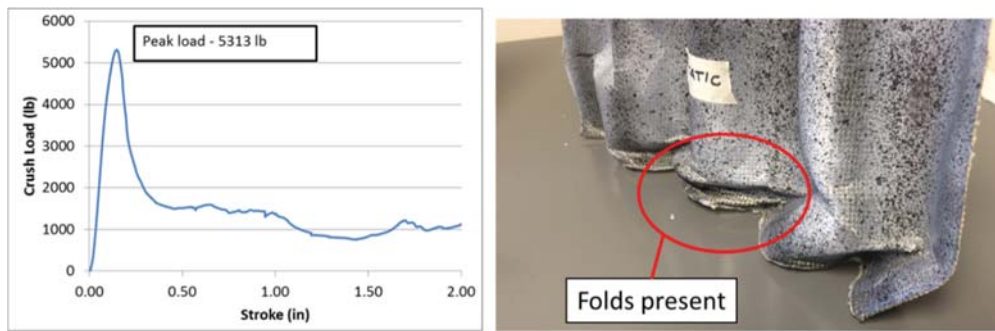 6000
5000
4000
3000
2000
1000
0
Crush Load (lb)
Peak load - 5313 lb
0.00 0.50 1.00 1.50 2.00
Stroke (in)
ATIC
Folds present